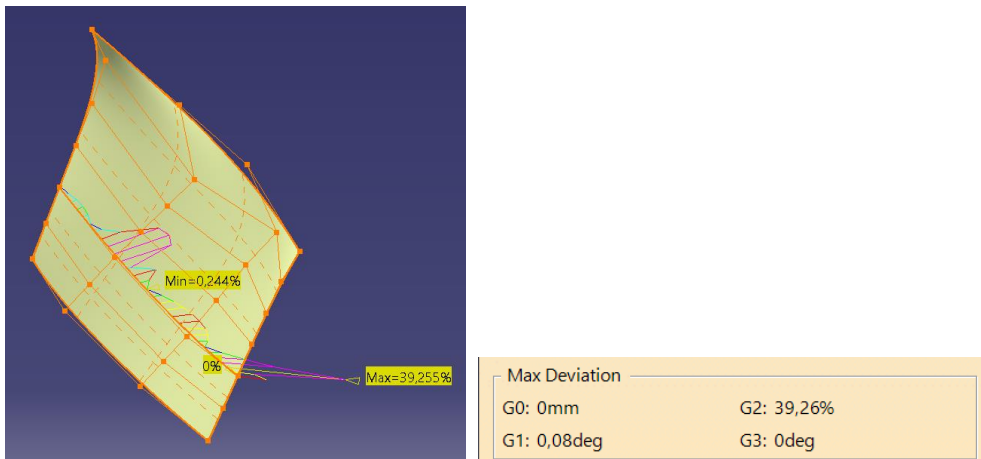 Min=0,244%
0%
Max=39,255%
Max Deviation
G0: 0mm G2: 39,26%
G1: 0,08deg G3: 0deg